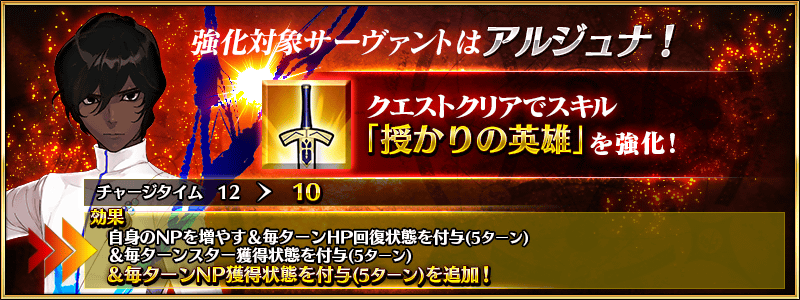 強化対象サーヴァントはアルジュナ！
クエストクリアでスキル
「授かりの英雄」を強化！
チャージタイム 12 > 10
効果
自身のNPを増やす＆毎ターンHP回復状態を付与(5ターン)
＆毎ターンスター獲得状態を付与(5ターン)
＆毎ターンNP獲得状態を付与(5ターン)を追加！